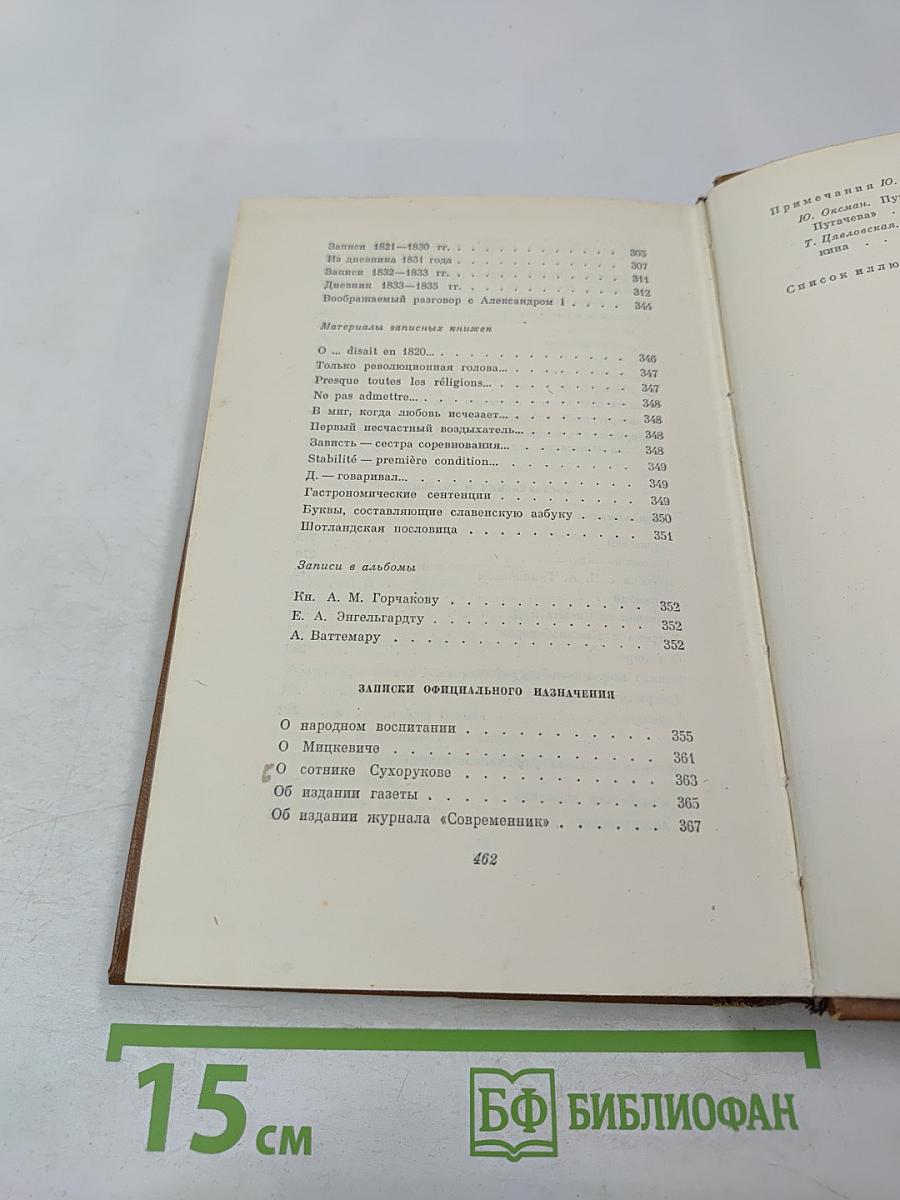 Записи 1821—1830 гг. . . . . . . . . . . . . 305
Из дневника 1831 года . . . . . . . . . . . . 307
Записи 1832—1833 гг. . . . . . . . . . . . . 311
Дневник 1833—1835 гг. . . . . . . . . . . . . 312
Воображаемый разговор с Александром I . . . . 344
Материалы записных книжек
О ... disait en 1820... . . . . . . . . . . . . 346
Только революционная голова... . . . . . . . . 347
Presque toutes les réligions... . . . . . . . . . 347
Ne pas admettre... . . . . . . . . . . . . . 348
В миг, когда любовь исчезает... . . . . . . . . 348
Первый несчастный воздыхатель... . . . . . . . 348
Зависть — сестра соревнования... . . . . . . . . 348
Stabilité — première condition... . . . . . . . . 349
Д. — говаривал... . . . . . . . . . . . . . 349
Гастрономические сентенции . . . . . . . . . 349
Буквы, составляющие славенскую азбуку . . . . 350
Шотландская пословица . . . . . . . . . . . 351
Записи в альбомы
Кн. А. М. Горчакову . . . . . . . . . . . . 352
Е. А. Энгельгардту . . . . . . . . . . . . . 352
А. Ваттемару . . . . . . . . . . . . . . . 352
ЗАПИСКИ ОФИЦИАЛЬНОГО НАЗНАЧЕНИЯ
О народном воспитании . . . . . . . . . . . 355
О Мицкевиче . . . . . . . . . . . . . . . 361
О сотнике Сухорукове . . . . . . . . . . . 363
Об издании газеты . . . . . . . . . . . . . 365
Об издании журнала «Современник» . . . . . . 367
462
Примечания Ю.
Ю. Оксман. Пу
Пугачева» .
Т. Цявловская.
кина . .
Список иллю
15 см
БФ БИБЛИОФАН